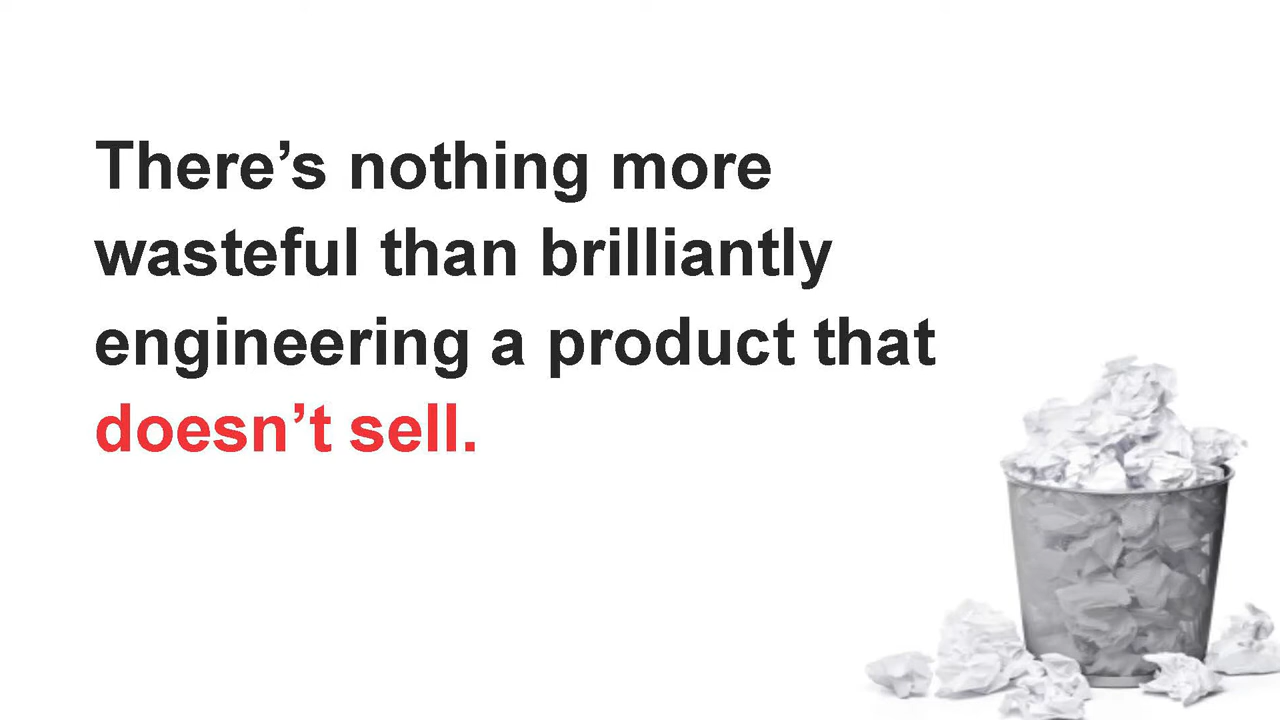 There’s nothing more
wasteful than brilliantly
engineering a product that
doesn’t sell.